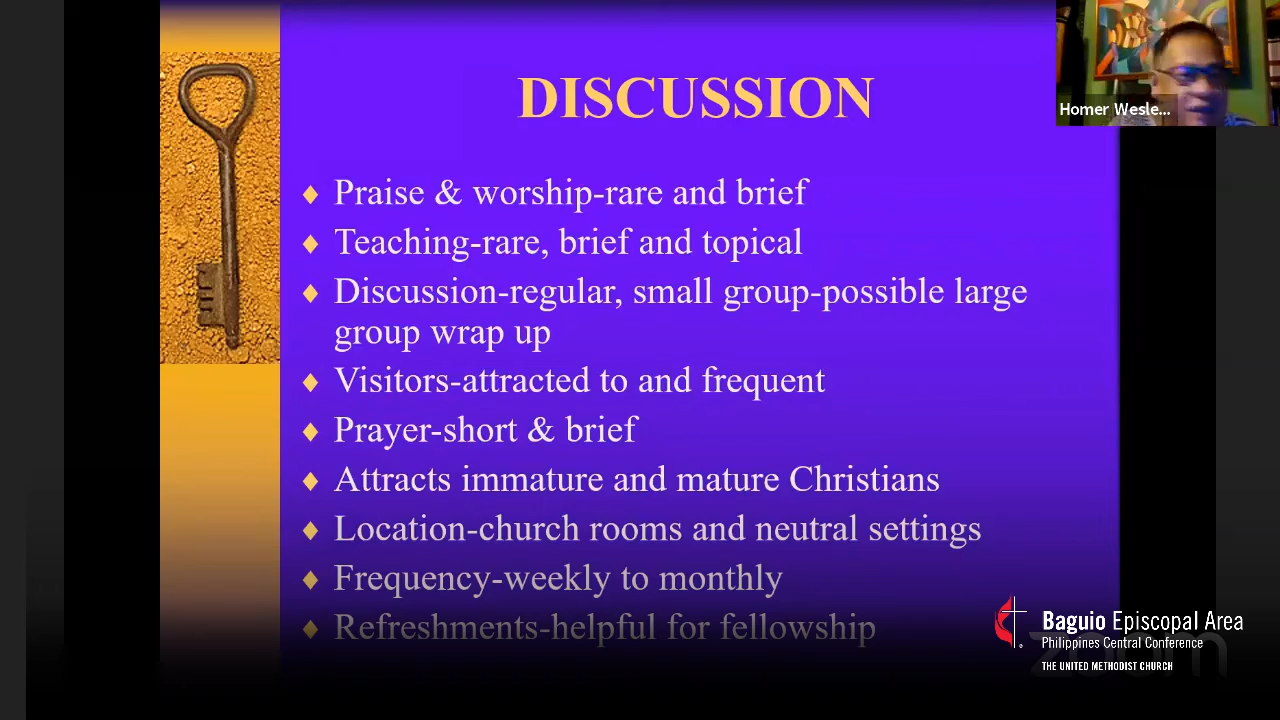 DISCUSSION
Homer Wesle...
♦ Praise & worship-rare and brief
♦ Teaching-rare, brief and topical
♦ Discussion-regular, small group-possible large
group wrap up
♦ Visitors-attracted to and frequent
♦ Prayer-short & brief
♦ Attracts immature and mature Christians
♦ Location-church rooms and neutral settings
♦ Frequency-weekly to monthly
♦ Refreshments-helpful for fellowship
Baguio Episcopal Area
Philippines Central Conference
zoom
THE UNITED METHODIST CHURCH